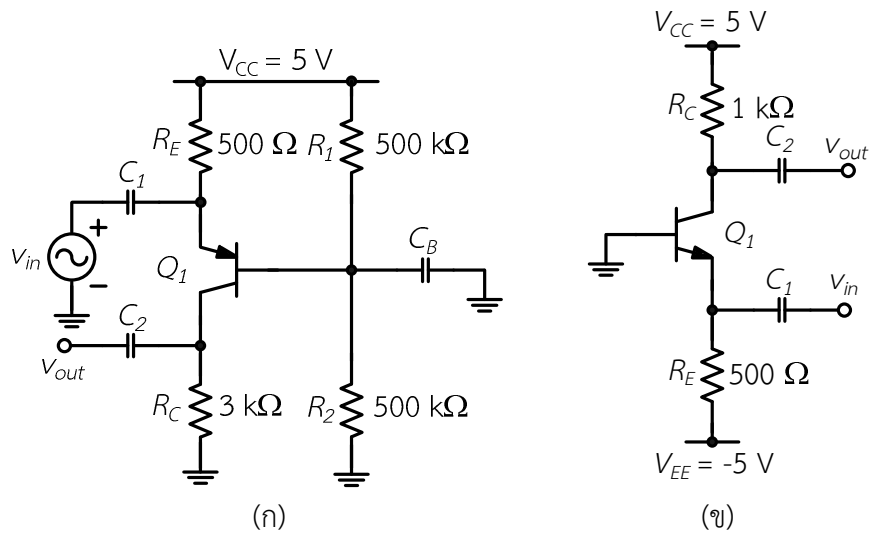 V_CC = 5 V
R_E 500 Ω
R_1 500 kΩ
C_1
v_in
+
−
Q_1
C_B
C_2
v_out
R_C 3 kΩ
R_2 500 kΩ
(ก)
V_CC = 5 V
R_C 1 kΩ
C_2
v_out
Q_1
C_1
v_in
R_E 500 Ω
V_EE = -5 V
(ข)